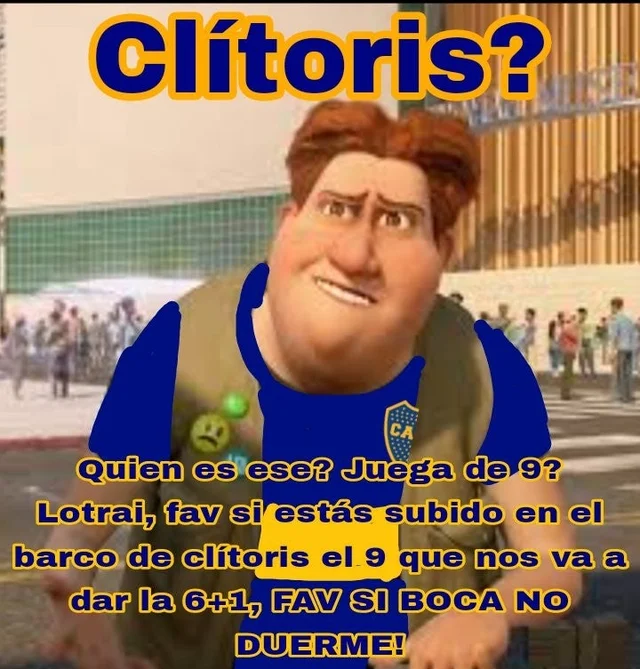 Clítoris?
CA
Quien es ese? Juega de 9?
Lotrai, fav si estás subido en el
barco de clítoris el 9 que nos va a
dar la 6+1, FAV SI BOCA NO
DUERME!